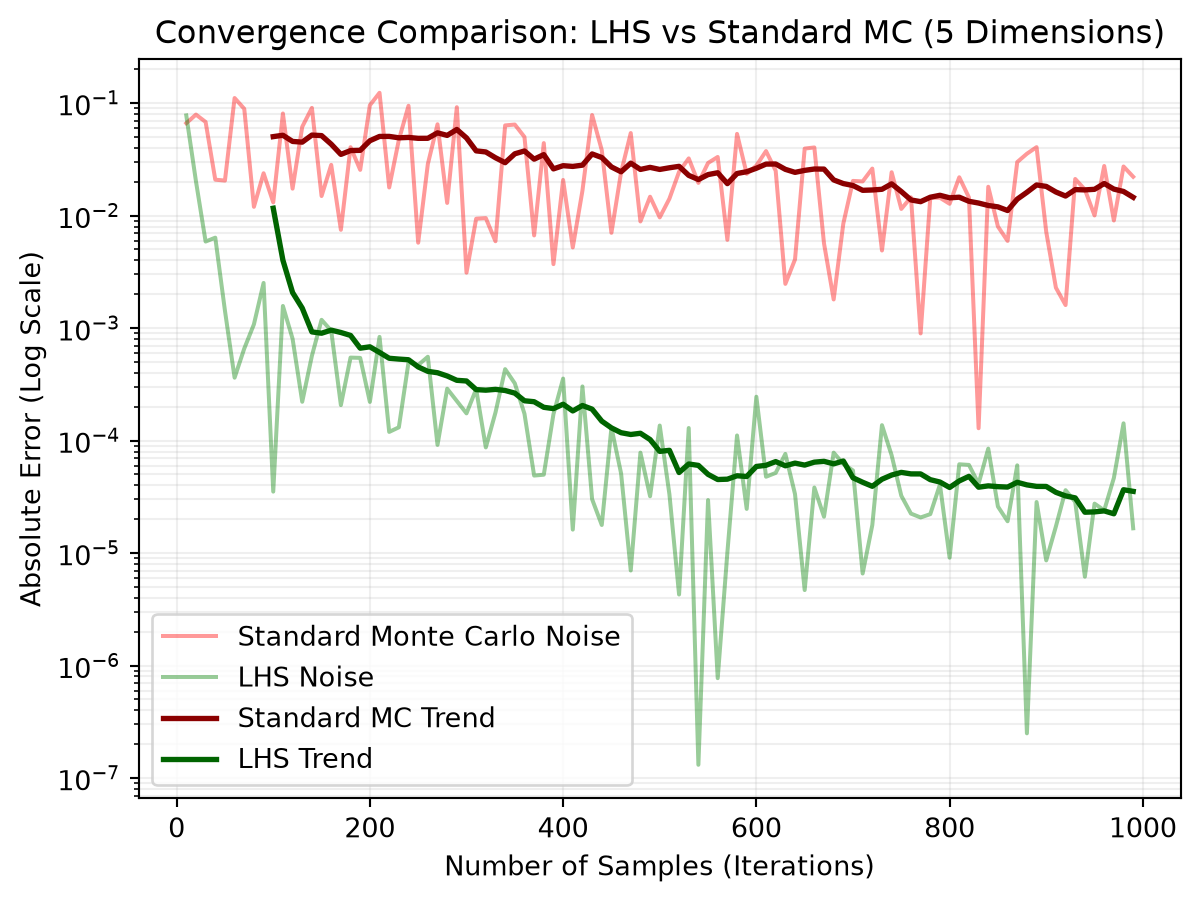 Convergence Comparison: LHS vs Standard MC (5 Dimensions)
Absolute Error (Log Scale)
10⁻¹
10⁻²
10⁻³
10⁻⁴
10⁻⁵
10⁻⁶
10⁻⁷
Standard Monte Carlo Noise
LHS Noise
Standard MC Trend
LHS Trend
0 200 400 600 800 1000
Number of Samples (Iterations)